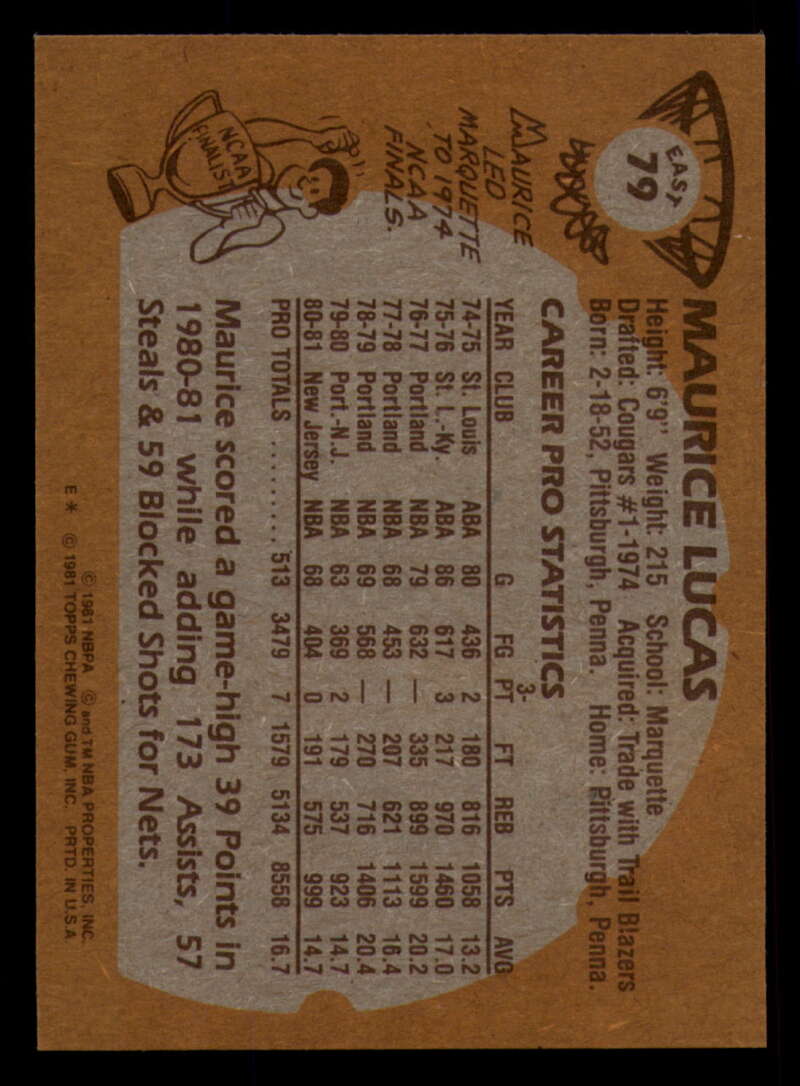 EASY
79
MAURICE LUCAS
Height: 6'9" Weight: 215 School: Marquette
Drafted: Cougars #1-1974 Acquired: Trade with Trail Blazers
Born: 2-18-52, Pittsburgh, Penna. Home: Pittsburgh, Penna.
MAURICE
LED
MARQUETTE
TO 1974
NCAA
FINALS.
NCAA
FINALIST
CAREER PRO STATISTICS
YEAR CLUB G FG 3-PT FT REB PTS AVG
74-75 St. Louis ABA 80 436 2 180 816 1058 13.2
75-76 St. L.-Ky. ABA 86 617 3 217 970 1460 17.0
76-77 Portland NBA 79 632 — 335 899 1599 20.2
77-78 Portland NBA 68 453 — 207 621 1113 16.4
78-79 Portland NBA 69 568 — 270 716 1406 20.4
79-80 Port.-N.J. NBA 63 369 2 179 537 923 14.7
80-81 New Jersey NBA 68 404 0 191 575 999 14.7
PRO TOTALS .......... 513 3479 7 1579 5134 8558 16.7
Maurice scored a game-high 39 Points in
1980-81 while adding 173 Assists, 57
Steals & 59 Blocked Shots for Nets.
© 1981 NBPA © and TM NBA PROPERTIES, INC.
E* © 1981 TOPPS CHEWING GUM, INC. PRTD. IN U.S.A